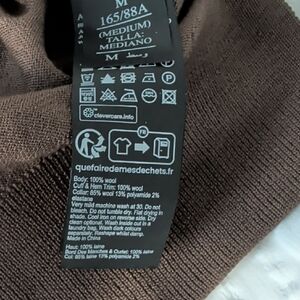 M
165/88A
(MEDIUM)
TALLA:
MEDIANO
M وسط
clevercare.info
FR
quefairedemesdechets.fr
Body: 100% wool
Cuff & Hem Trim: 100% wool
Collar: 85% wool 13% polyamide 2%
elastane
Very mild machine wash at 30. Do not
bleach. Do not tumble dry. Flat drying in
shade. Cool iron on reverse side. Dry
clean optional. Wash inside out in a
laundry bag. Wash dark colours
separately. Reshape whilst damp.
Made in China
Haut: 100% laine
Bord Des Manches & Ourlet: 100% laine
Col: 85% laine 13% polyamide 2%